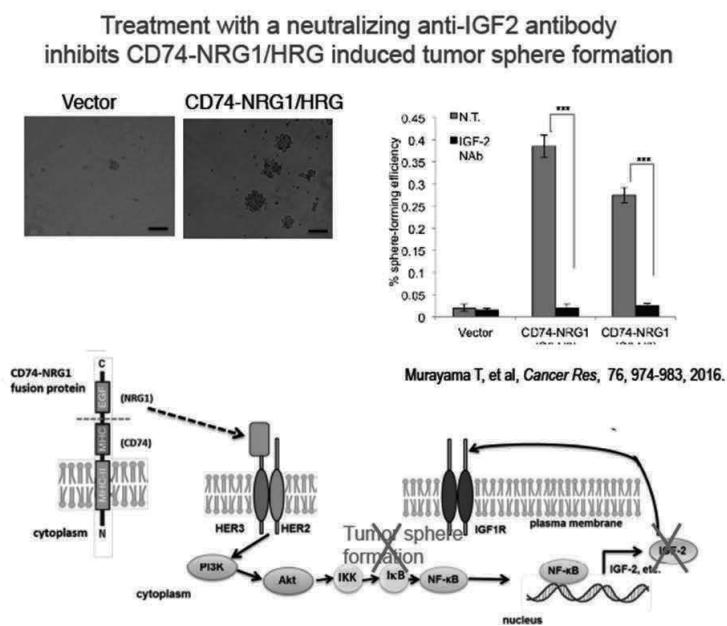 Treatment with a neutralizing anti-IGF2 antibody
inhibits CD74-NRG1/HRG induced tumor sphere formation
Vector
CD74-NRG1/HRG
% sphere-forming efficiency
0.45
0.4
0.35
0.3
0.25
0.2
0.15
0.1
0.05
0
N.T.
IGF-2
NAb
***
***
Vector
CD74-NRG1
CD74-NRG1
Murayama T, et al, Cancer Res, 76, 974-983, 2016.
CD74-NRG1
fusion protein
C
EGF
(NRG1)
MHC
(CD74)
MHC-II
N
cytoplasm
HER3
HER2
IGF1R
plasma membrane
Tumor sphere
formation
PI3K
Akt
IKK
IκB
NF-κB
cytoplasm
NF-κB
IGF-2, etc.
IGF-2
nucleus